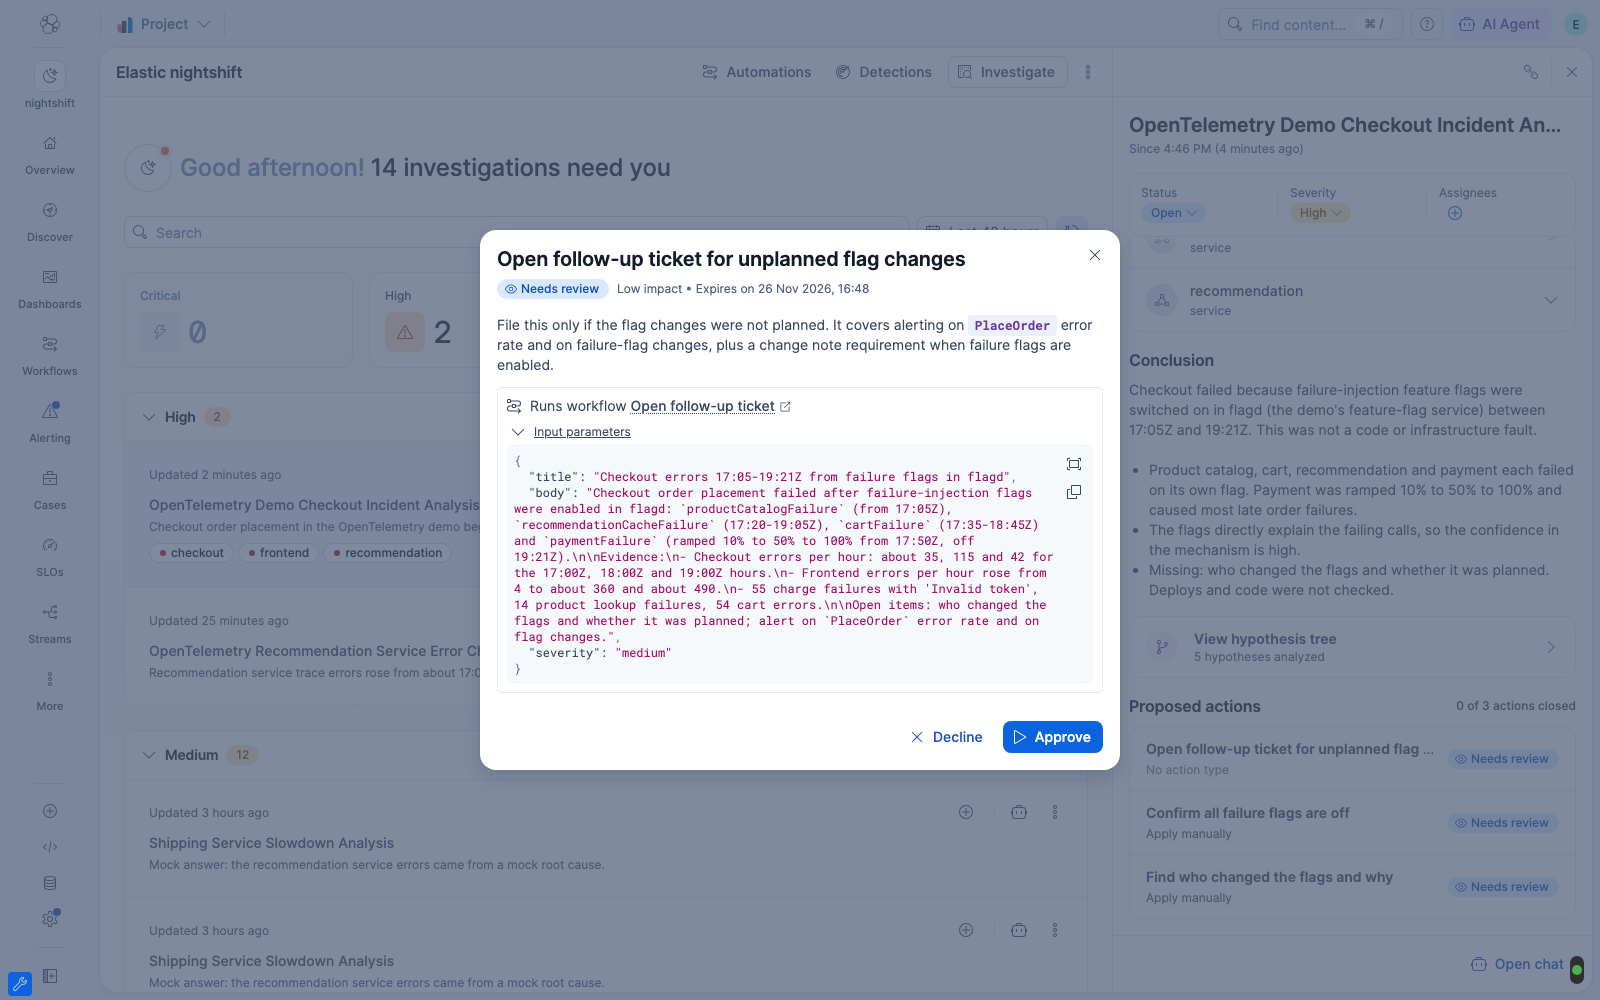 Project
Find content...
⌘ /
AI Agent
E
Elastic nightshift
Automations
Detections
Investigate
nightshift
Overview
Discover
Dashboards
Workflows
Alerting
Cases
SLOs
Streams
More
Good afternoon! 14 investigations need you
Search
Critical
0
High
2
High 2
Updated 2 minutes ago
OpenTelemetry Demo Checkout Incident Analysis
Checkout order placement in the OpenTelemetry demo beg
checkout
frontend
recommendation
Updated 25 minutes ago
OpenTelemetry Recommendation Service Error Ch
Recommendation service trace errors rose from about 17:0
Medium 12
Updated 3 hours ago
Shipping Service Slowdown Analysis
Mock answer: the recommendation service errors came from a mock root cause.
Updated 3 hours ago
Shipping Service Slowdown Analysis
Mock answer: the recommendation service errors came from a mock root cause.
Open follow-up ticket for unplanned flag changes
Needs review Low impact • Expires on 26 Nov 2026, 16:48
File this only if the flag changes were not planned. It covers alerting on PlaceOrder error
rate and on failure-flag changes, plus a change note requirement when failure flags are
enabled.
Runs workflow Open follow-up ticket
Input parameters
{
"title": "Checkout errors 17:05-19:21Z from failure flags in flagd",
"body": "Checkout order placement failed after failure-injection flags
were enabled in flagd: `productCatalogFailure` (from 17:05Z),
`recommendationCacheFailure` (17:20-19:05Z), `cartFailure` (17:35-18:45Z)
and `paymentFailure` (ramped 10% to 50% to 100% from 17:50Z, off
19:21Z).\n\nEvidence:\n- Checkout errors per hour: about 35, 115 and 42 for
the 17:00Z, 18:00Z and 19:00Z hours.\n- Frontend errors per hour rose from
4 to about 360 and about 490.\n- 55 charge failures with 'Invalid token',
14 product lookup failures, 54 cart errors.\n\nOpen items: who changed the
flags and whether it was planned; alert on `PlaceOrder` error rate and on
flag changes.",
"severity": "medium"
}
Decline
Approve
OpenTelemetry Demo Checkout Incident An...
Since 4:46 PM (4 minutes ago)
Status
Open
Severity
High
Assignees
service
recommendation
service
Conclusion
Checkout failed because failure-injection feature flags were
switched on in flagd (the demo's feature-flag service) between
17:05Z and 19:21Z. This was not a code or infrastructure fault.
• Product catalog, cart, recommendation and payment each failed
on its own flag. Payment was ramped 10% to 50% to 100% and
caused most late order failures.
• The flags directly explain the failing calls, so the confidence in
the mechanism is high.
• Missing: who changed the flags and whether it was planned.
Deploys and code were not checked.
View hypothesis tree
5 hypotheses analyzed
Proposed actions
0 of 3 actions closed
Open follow-up ticket for unplanned flag ...
No action type
Needs review
Confirm all failure flags are off
Apply manually
Needs review
Find who changed the flags and why
Apply manually
Needs review
Open chat